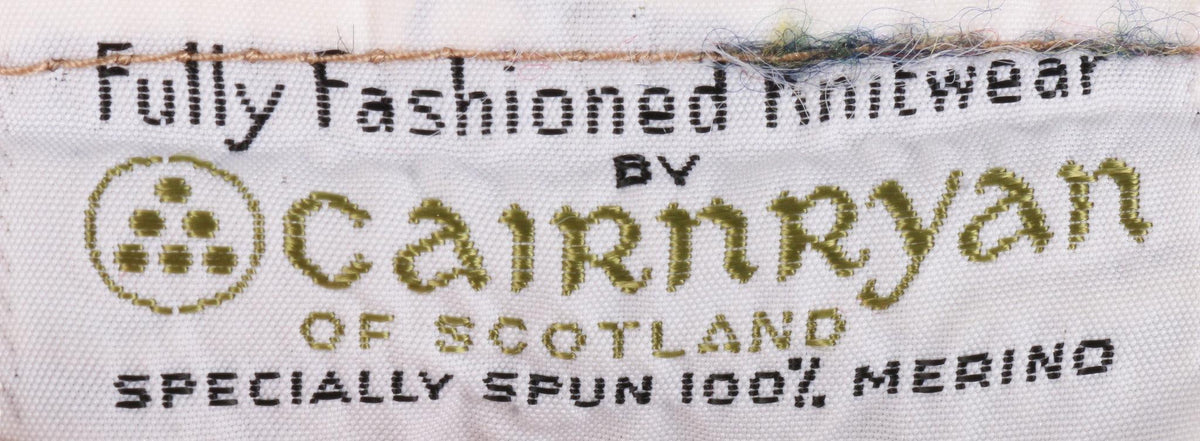 Fully Fashioned Knitwear
BY
Cairnryan
OF SCOTLAND
SPECIALLY SPUN 100% MERINO